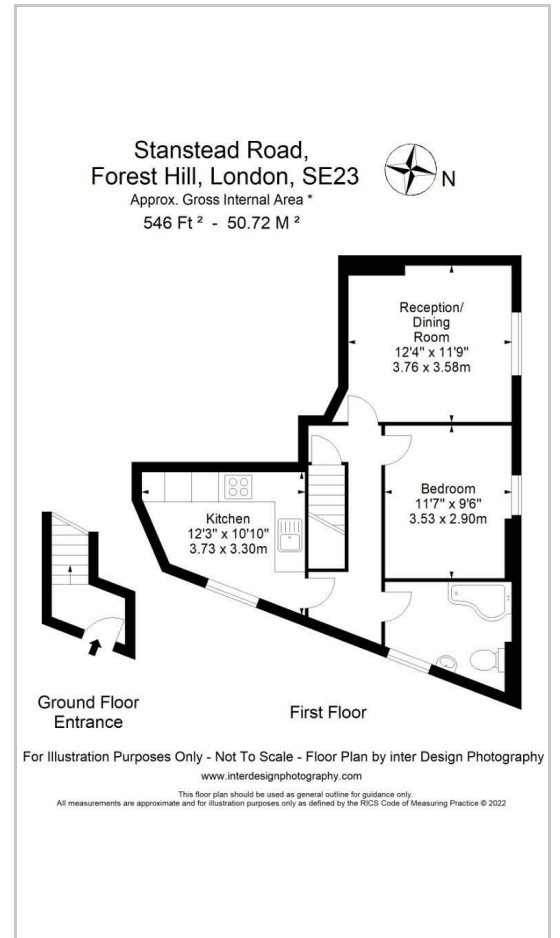 Stanstead Road,
Forest Hill, London, SE23
Approx. Gross Internal Area *
546 Ft ² - 50.72 M ²
N
Reception/
Dining
Room
12'4" x 11'9"
3.76 x 3.58m
Bedroom
11'7" x 9'6"
3.53 x 2.90m
Kitchen
12'3" x 10'10"
3.73 x 3.30m
Ground Floor
Entrance
First Floor
For Illustration Purposes Only - Not To Scale - Floor Plan by inter Design Photography
www.interdesignphotography.com
This floor plan should be used as general outline for guidance only.
All measurements are approximate and for illustration purposes only as defined by the RICS Code of Measuring Practice © 2022